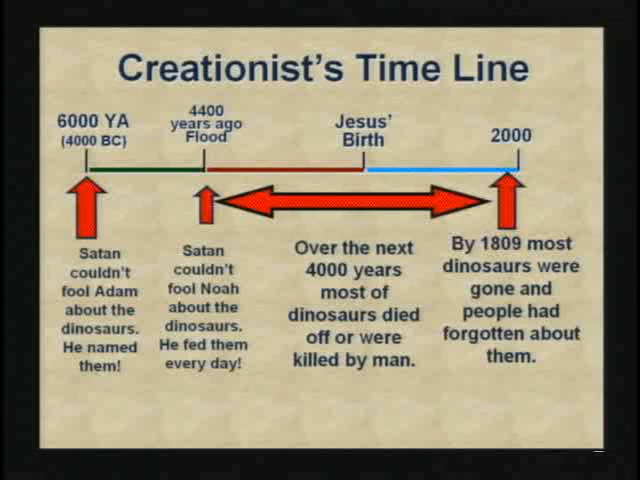 Creationist's Time Line
6000 YA
(4000 BC)
4400
years ago
Flood
Jesus'
Birth
2000
Satan
couldn't
fool Adam
about the
dinosaurs.
He named
them!
Satan
couldn't
fool Noah
about the
dinosaurs.
He fed them
every day!
Over the next
4000 years
most of
dinosaurs died
off or were
killed by man.
By 1809 most
dinosaurs were
gone and
people had
forgotten about
them.